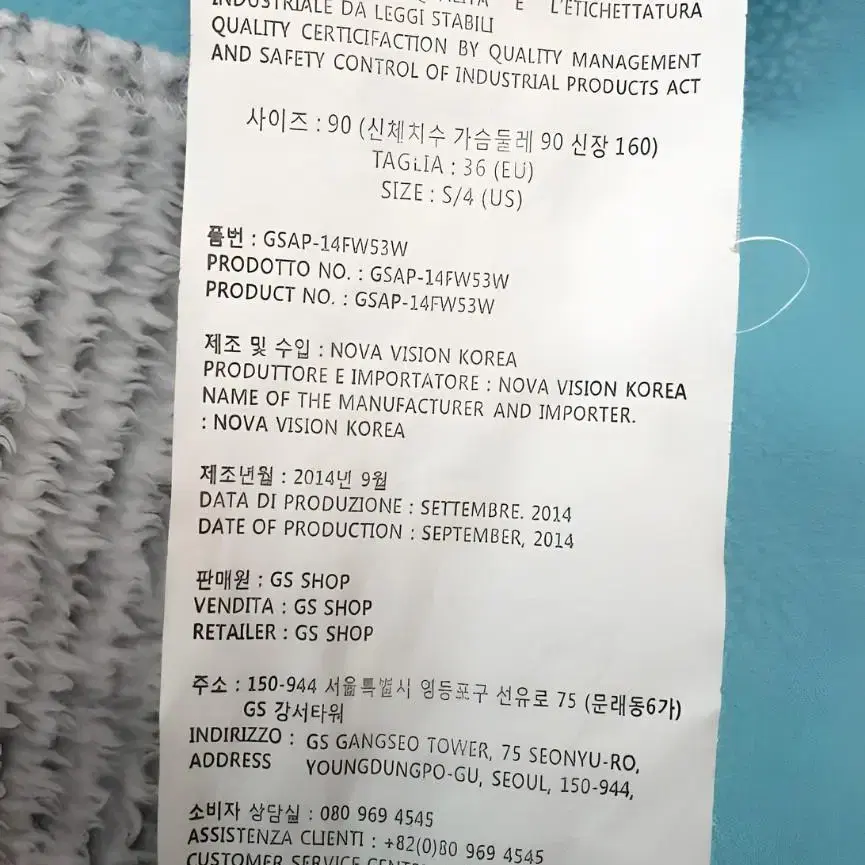 INDUSTRIALE DA LEGGI STABILI E L'ETICHETTATURA
QUALITY CERTICIFACTION BY QUALITY MANAGEMENT
AND SAFETY CONTROL OF INDUSTRIAL PRODUCTS ACT
사이즈 : 90 (신체치수 가슴둘레 90 신장 160)
TAGLIA : 36 (EU)
SIZE : S/4 (US)
품번 : GSAP-14FW53W
PRODOTTO NO. : GSAP-14FW53W
PRODUCT NO. : GSAP-14FW53W
제조 및 수입 : NOVA VISION KOREA
PRODUTTORE E IMPORTATORE : NOVA VISION KOREA
NAME OF THE MANUFACTURER AND IMPORTER.
: NOVA VISION KOREA
제조년월 : 2014년 9월
DATA DI PRODUZIONE : SETTEMBRE. 2014
DATE OF PRODUCTION : SEPTEMBER, 2014
판매원 : GS SHOP
VENDITA : GS SHOP
RETAILER : GS SHOP
주소 : 150-944 서울특별시 영등포구 선유로 75 (문래동6가)
GS 강서타워
INDIRIZZO : GS GANGSEO TOWER, 75 SEONYU-RO,
ADDRESS YOUNGDUNGPO-GU, SEOUL, 150-944,
소비자 상담실 : 080 969 4545
ASSISTENZA CLIENTI : +82(0)80 969 4545
CUSTOMER SERVICE